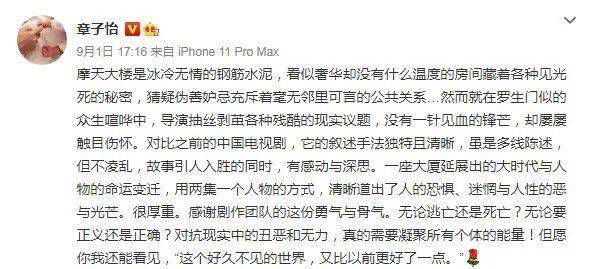 章子怡
9月1日 17:16 来自 iPhone 11 Pro Max
摩天大楼是冰冷无情的钢筋水泥，看似奢华却没有什么温度的房间藏着各种见光
死的秘密，猜疑伪善妒忌充斥着毫无邻里可言的公共关系...然而就在罗生门似的
众生喧哗中，导演抽丝剥茧各种残酷的现实议题，没有一针见血的锋芒，却屡屡
触目伤怀。对比之前的中国电视剧，它的叙述手法独特且清晰，虽是多线陈述，
但不凌乱，故事引人入胜的同时，有感动与深思。一座大厦延展出的大时代与人
物的命运变迁，用两集一个人物的方式，清晰道出了人的恐惧、迷惘与人性的恶
与光芒。很厚重。感谢剧作团队的这份勇气与骨气。无论逃亡还是死亡？无论要
正义还是正确？对抗现实中的丑恶和无力，真的需要凝聚所有个体的能量！但愿
你我还能看见，“这个好久不见的世界，又比以前更好了一点。”🌹